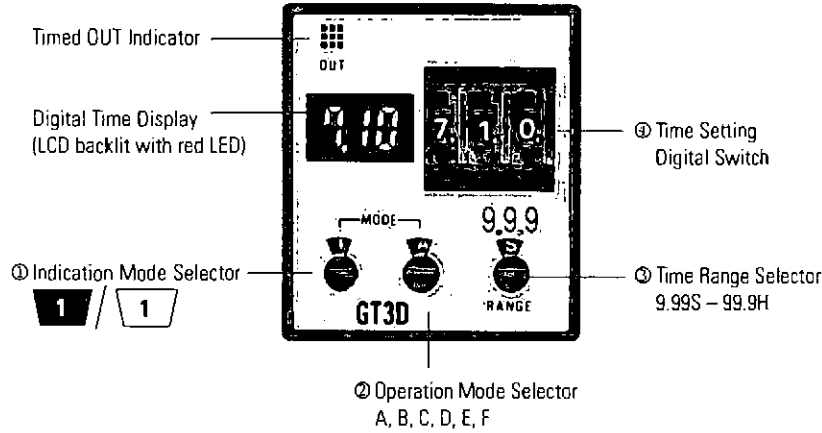 Timed OUT Indicator
OUT
Digital Time Display
(LCD backlit with red LED)
7.10
7. 1. 0.
④ Time Setting
Digital Switch
9.9.9
MODE
1 A S
① Indication Mode Selector
1 / 1
③ Time Range Selector
9.99S – 99.9H
GT3D
RANGE
② Operation Mode Selector
A, B, C, D, E, F